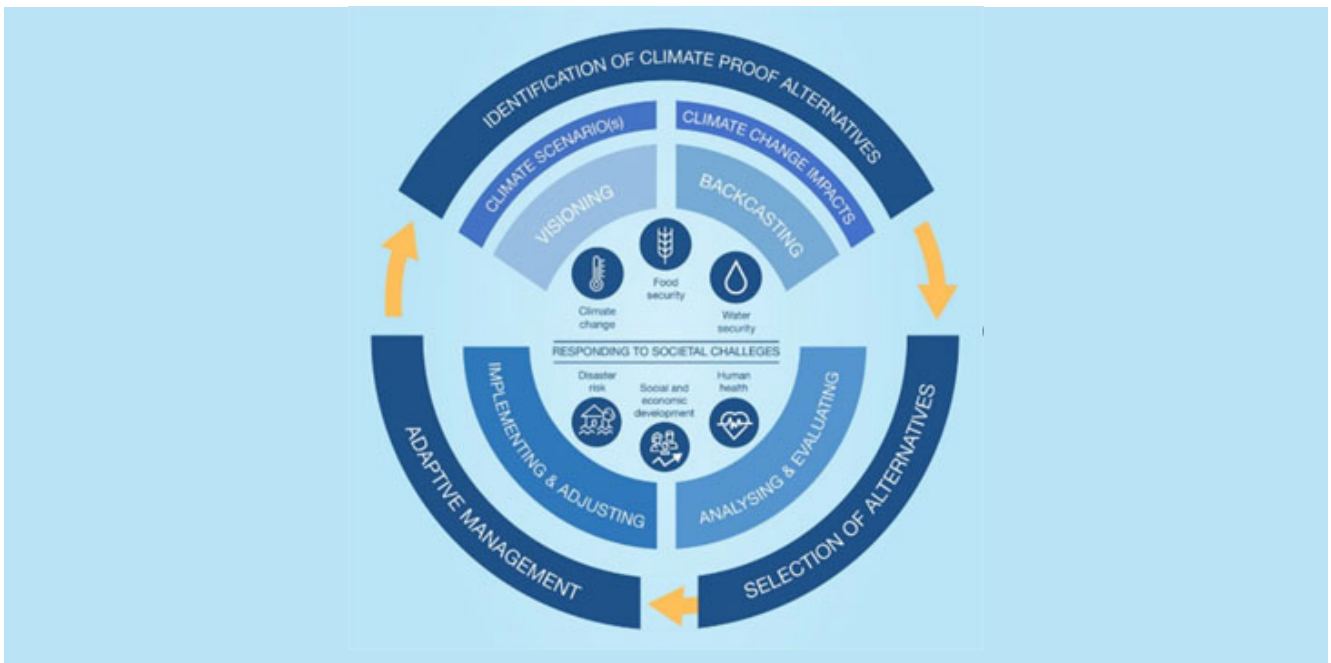 IDENTIFICATION OF CLIMATE PROOF ALTERNATIVES
CLIMATE SCENARIO(s)
CLIMATE CHANGE IMPACTS
VISIONING
BACKCASTING
Climate
change
Food
security
Water
security
RESPONDING TO SOCIETAL CHALLEGES
Disaster
risk
Social and
economic
development
Human
health
IMPLEMENTING & ADJUSTING
ANALYSING & EVALUATING
ADAPTIVE MANAGEMENT
SELECTION OF ALTERNATIVES